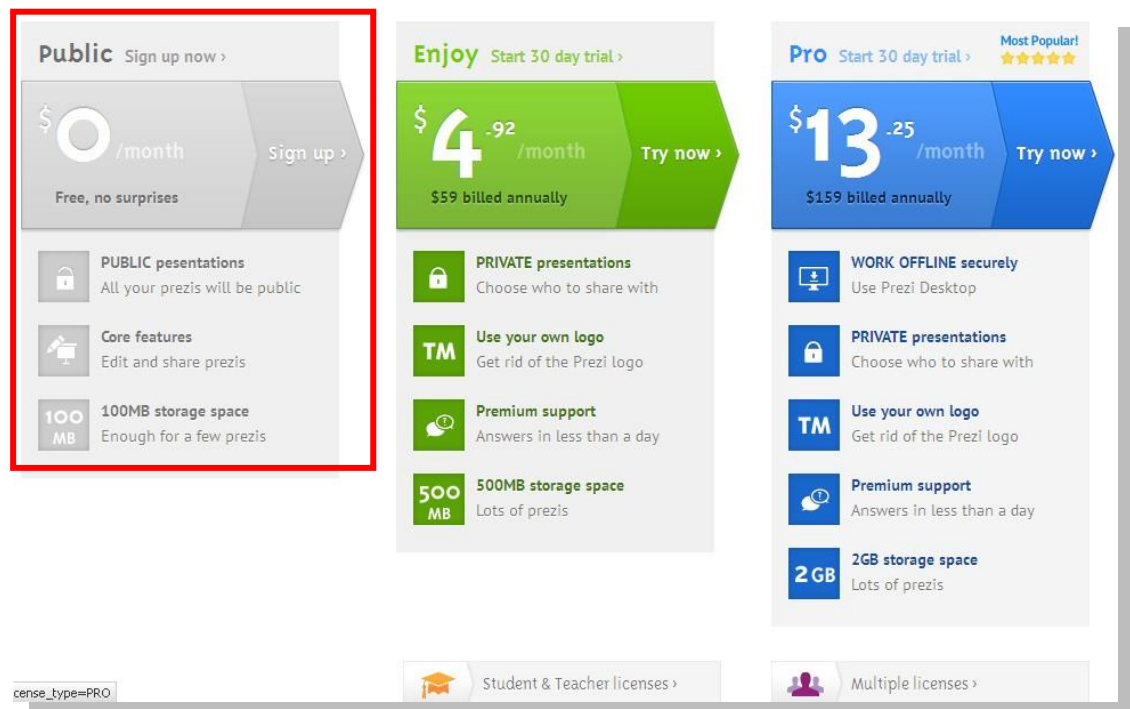 Public Sign up now ›
$0 /month
Sign up ›
Free, no surprises
PUBLIC pesentations
All your prezis will be public
Core features
Edit and share prezis
100 MB
100MB storage space
Enough for a few prezis
Enjoy Start 30 day trial ›
$4.92 /month
Try now ›
$59 billed annually
PRIVATE presentations
Choose who to share with
TM
Use your own logo
Get rid of the Prezi logo
Premium support
Answers in less than a day
500 MB
500MB storage space
Lots of prezis
Pro Start 30 day trial ›
Most Popular!
$13.25 /month
Try now ›
$159 billed annually
WORK OFFLINE securely
Use Prezi Desktop
PRIVATE presentations
Choose who to share with
TM
Use your own logo
Get rid of the Prezi logo
Premium support
Answers in less than a day
2 GB
2GB storage space
Lots of prezis
Student & Teacher licenses ›
Multiple licenses ›
cense_type=PRO